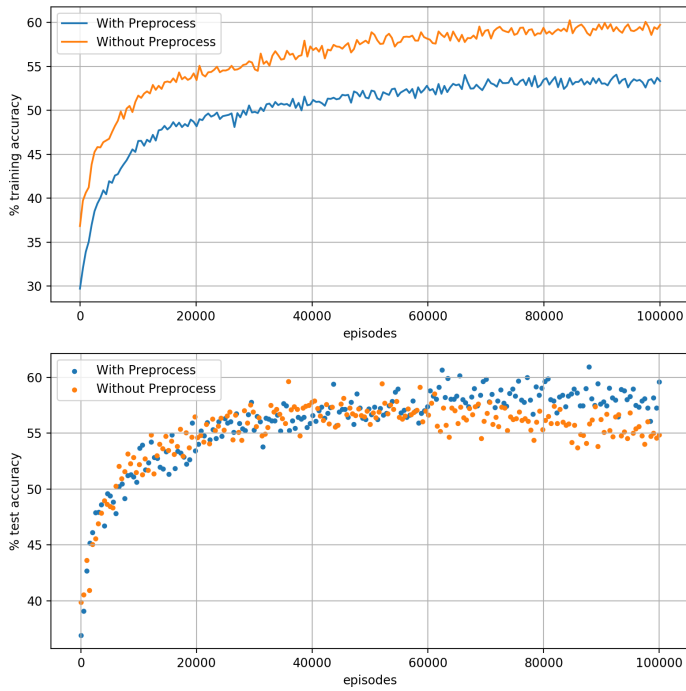 60
55
50
45
40
35
30
% training accuracy
With Preprocess
Without Preprocess
0 20000 40000 60000 80000 100000
episodes
60
55
50
45
40
% test accuracy
With Preprocess
Without Preprocess
0 20000 40000 60000 80000 100000
episodes